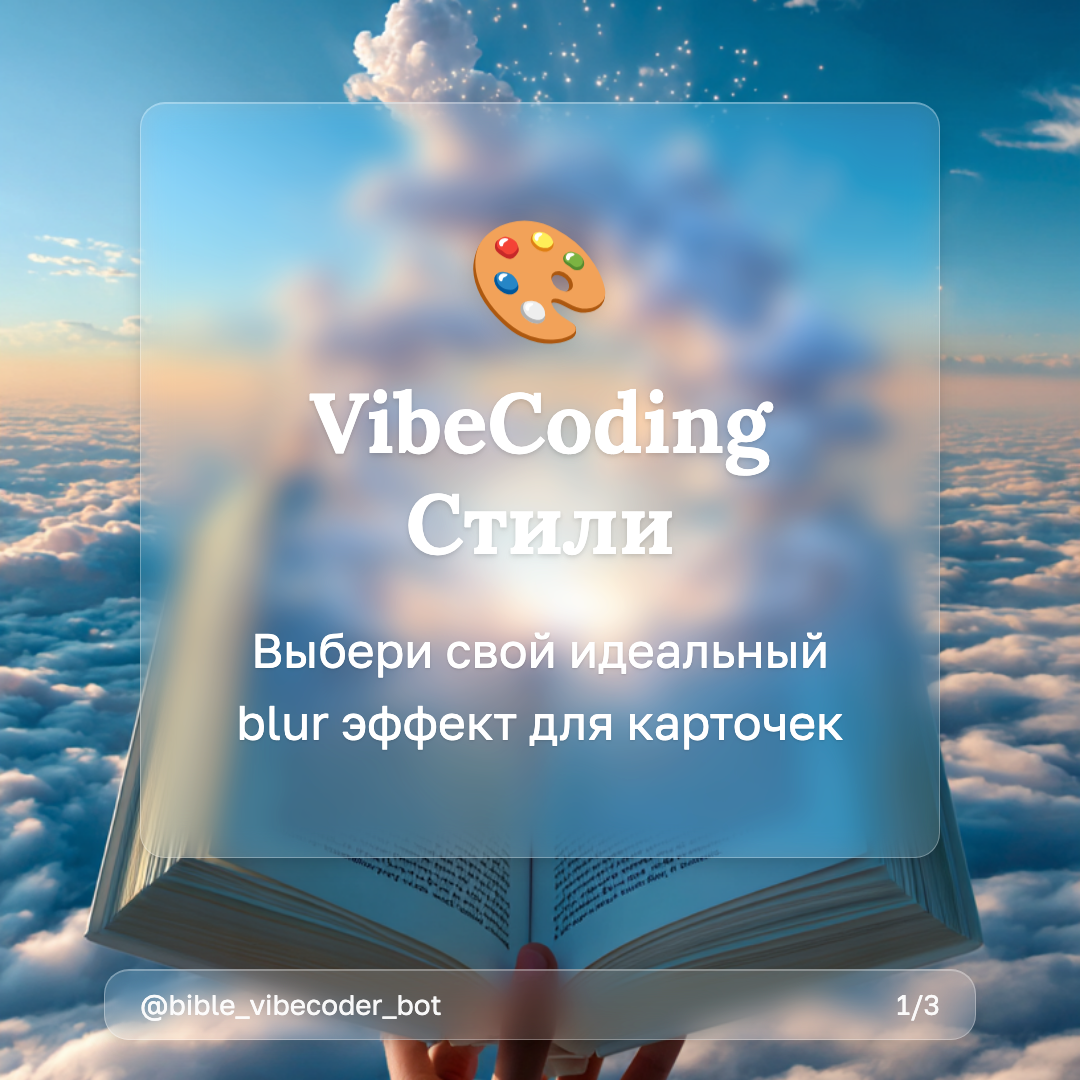 VibeCoding
Стили
Выбери свой идеальный
blur эффект для карточек
@bible_vibecoder_bot
1/3